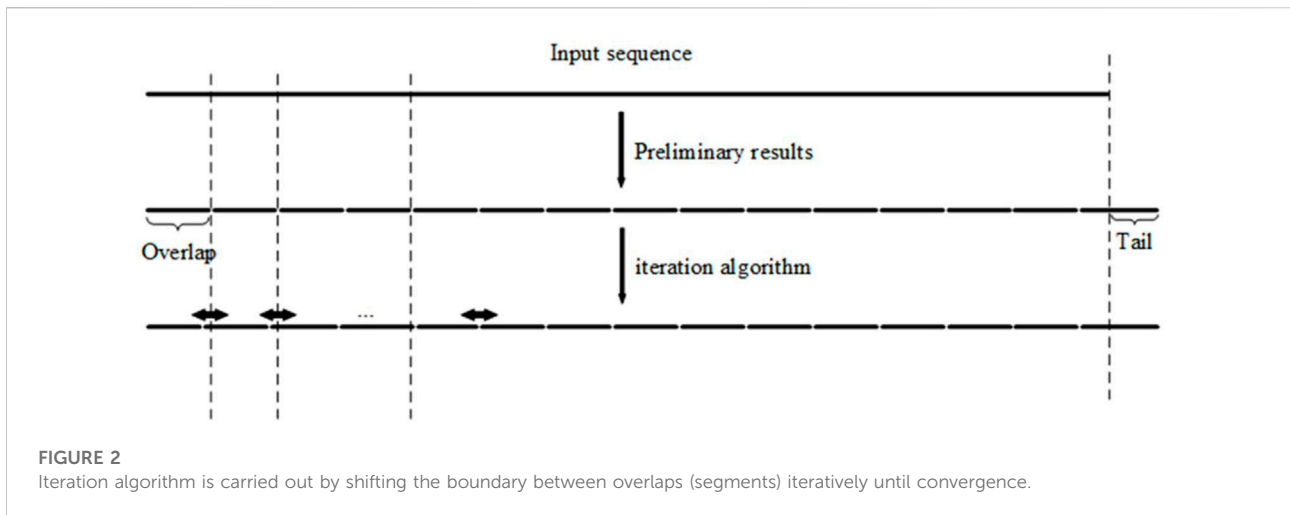 Input sequence
Preliminary results
Overlap
Tail
iteration algorithm
...
FIGURE 2
Iteration algorithm is carried out by shifting the boundary between overlaps (segments) iteratively until convergence.